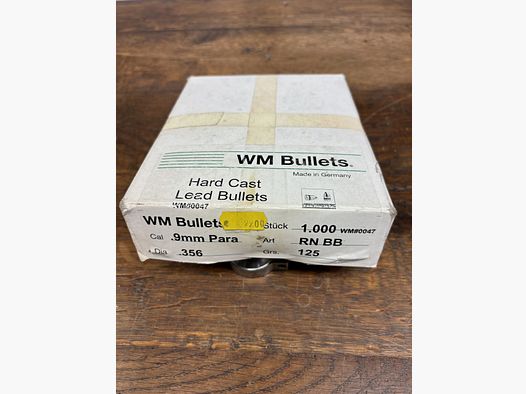 WM Bullets®
Made in Germany
Hard Cast
Lead Bullets
WM#0047
WM Bullets Stück 1.000 WM#0047
Cal .9mm Para Art RN BB
Dia .356 Grs. 125